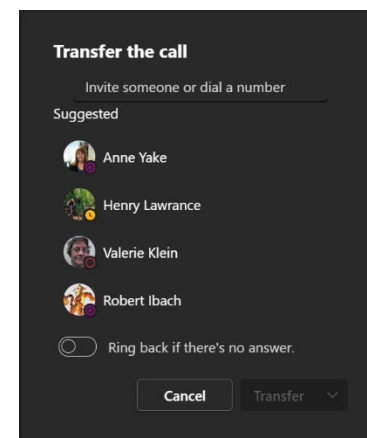 Transfer the call
Invite someone or dial a number
Suggested
Anne Yake
Henry Lawrance
Valerie Klein
Robert Ibach
Ring back if there's no answer.
Cancel
Transfer